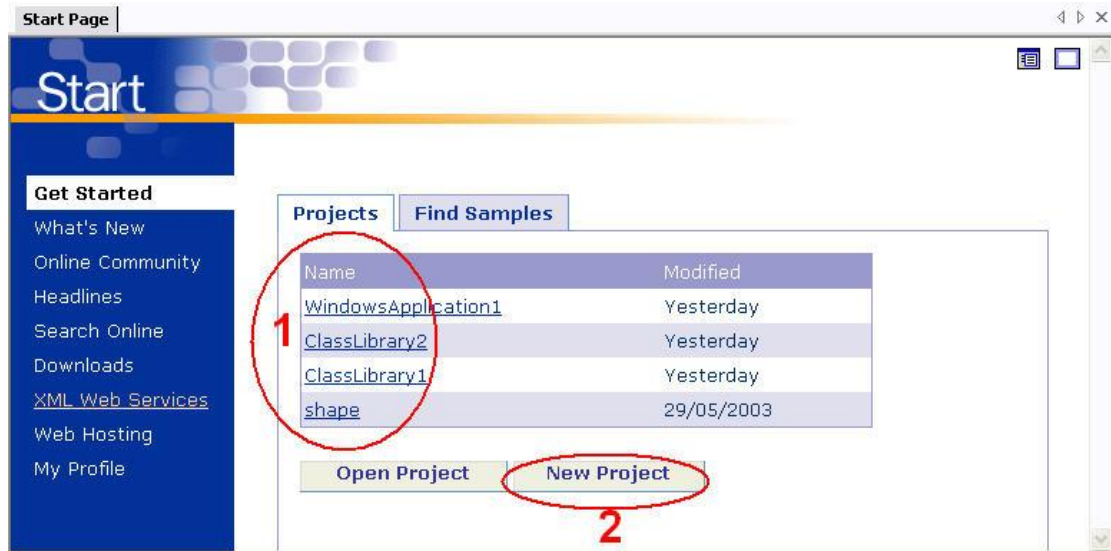 Start Page
Start
Get Started
What's New
Online Community
Headlines
Search Online
Downloads
XML Web Services
Web Hosting
My Profile
Projects Find Samples
Name Modified
WindowsApplication1 Yesterday
ClassLibrary2 Yesterday
ClassLibrary1 Yesterday
shape 29/05/2003
1
Open Project New Project
2